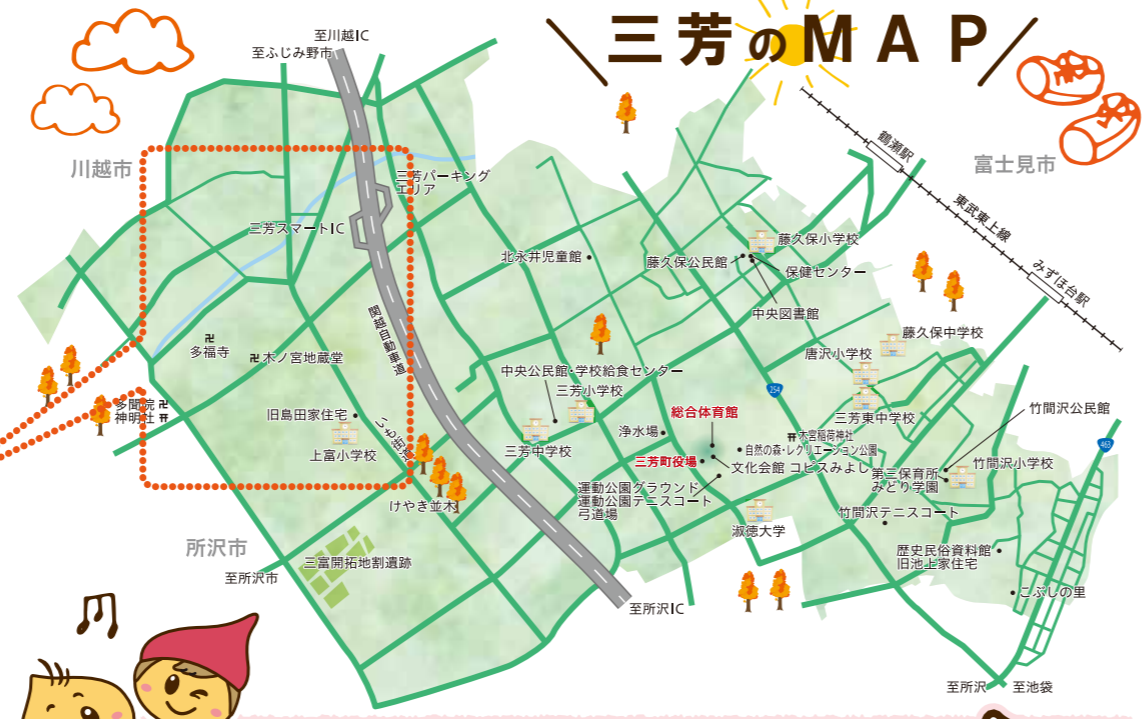 三芳のMAP
至川越IC
至ふじみ野市
川越市
富士見市
鶴瀬駅
東武東上線
みずほ台駅
三芳パーキング
エリア
三芳スマートIC
関越自動車道
北永井児童館
藤久保小学校
藤久保公民館
保健センター
中央図書館
藤久保中学校
唐沢小学校
三芳東中学校
254
463
多福寺
木ノ宮地蔵堂
多聞院
神明社
旧島田家住宅
上富小学校
いも街道
けやき並木
中央公民館・学校給食センター
三芳小学校
三芳中学校
総合体育館
浄水場
三芳町役場
大宮稲荷神社
自然の森・レクリエーション公園
文化会館 コピスみよし
運動公園グラウンド
運動公園テニスコート
弓道場
淑徳大学
竹間沢公民館
竹間沢小学校
第三保育所
みどり学園
竹間沢テニスコート
歴史民俗資料館
旧池上家住宅
こぶしの里
所沢市
至所沢市
三富開拓地割遺跡
至所沢IC
至所沢
至池袋